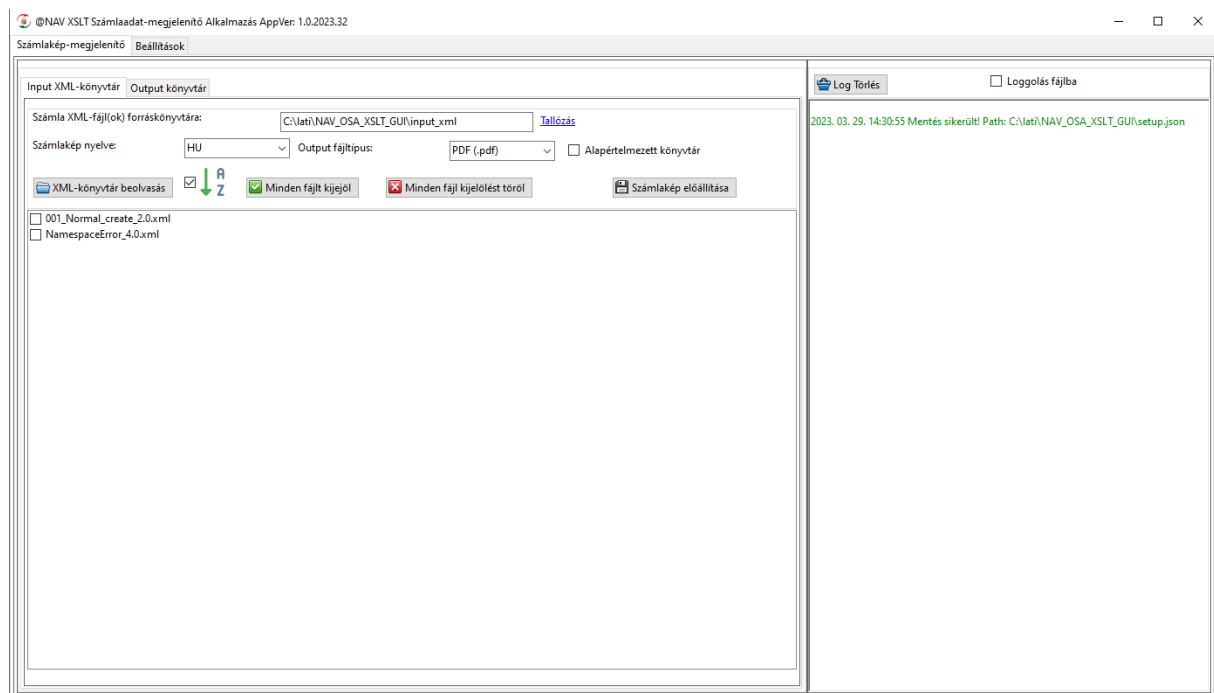 @NAV XSLT Számlaadat-megjelenítő Alkalmazás AppVer: 1.0.2023.32
Számlakép-megjelenítő Beállítások
Input XML-könyvtár Output könyvtár
Számla XML-fájl(ok) forráskönyvtára: C:\lati\NAV_OSA_XSLT_GUI\input_xml Tallózás
Számlakép nyelve: HU Output fájltípus: PDF (.pdf) Alapértelmezett könyvtár
XML-könyvtár beolvasás A Z Minden fájlt kijejöl Minden fájl kijelölést töröl Számlakép előállítása
001_Normal_create_2.0.xml
NamespaceError_4.0.xml
Log Törlés Loggolás fájlba
2023. 03. 29. 14:30:55 Mentés sikerült! Path: C:\lati\NAV_OSA_XSLT_GUI\setup.json